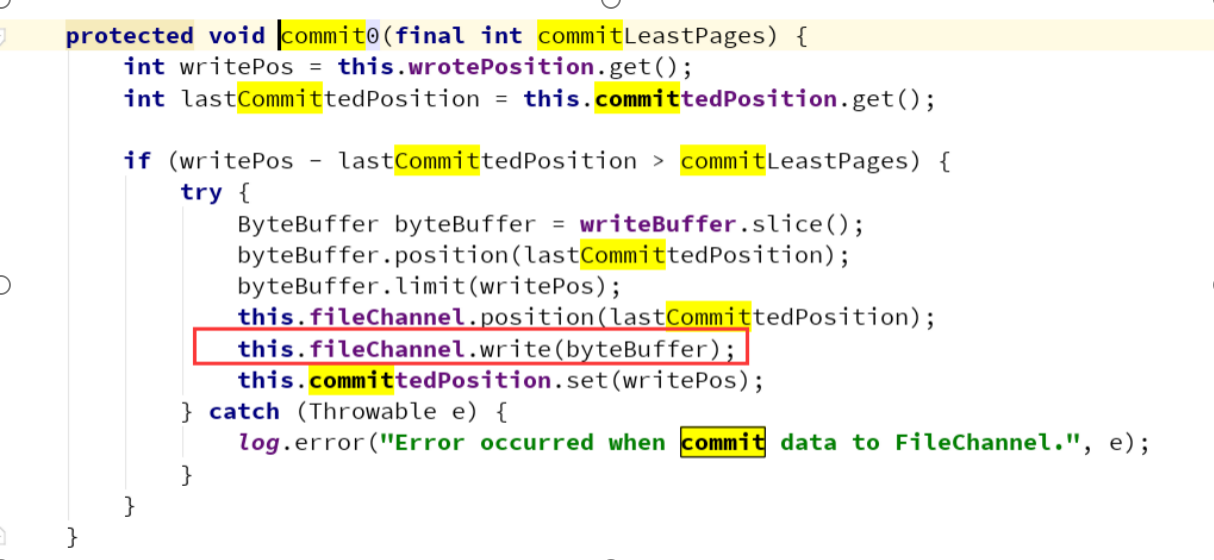 protected void commit0(final int commitLeastPages) {
int writePos = this.wrotePosition.get();
int lastCommittedPosition = this.committedPosition.get();
if (writePos - lastCommittedPosition > commitLeastPages) {
try {
ByteBuffer byteBuffer = writeBuffer.slice();
byteBuffer.position(lastCommittedPosition);
byteBuffer.limit(writePos);
this.fileChannel.position(lastCommittedPosition);
this.fileChannel.write(byteBuffer);
this.committedPosition.set(writePos);
} catch (Throwable e) {
log.error("Error occurred when commit data to FileChannel.", e);
}
}
}